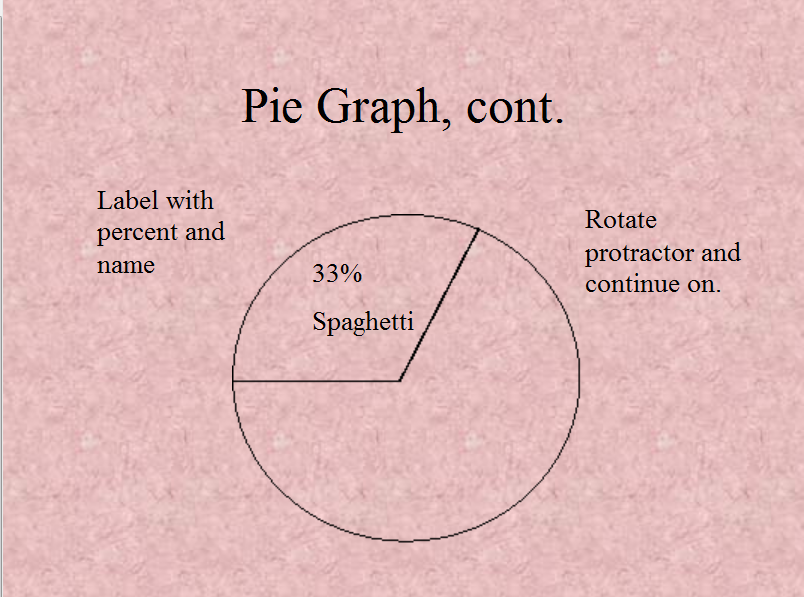 Pie Graph, cont.
Label with
percent and
name
33%
Spaghetti
Rotate
protractor and
continue on.